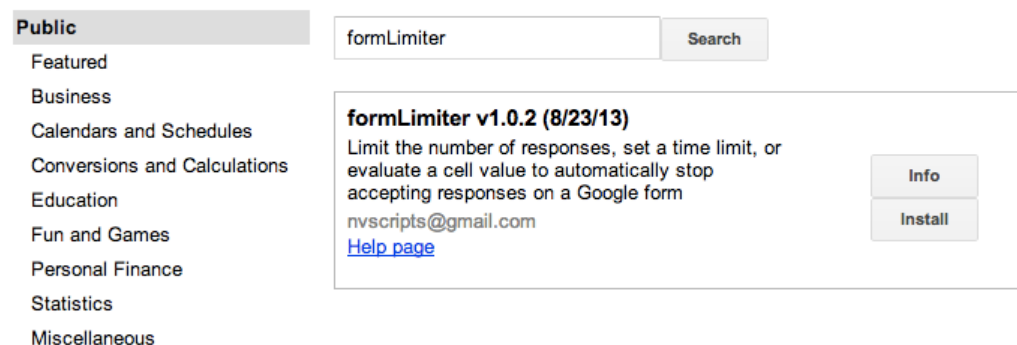 Public
Featured
Business
Calendars and Schedules
Conversions and Calculations
Education
Fun and Games
Personal Finance
Statistics
Miscellaneous
formLimiter
Search
formLimiter v1.0.2 (8/23/13)
Limit the number of responses, set a time limit, or
evaluate a cell value to automatically stop
accepting responses on a Google form
nvscripts@gmail.com
Help page
Info
Install